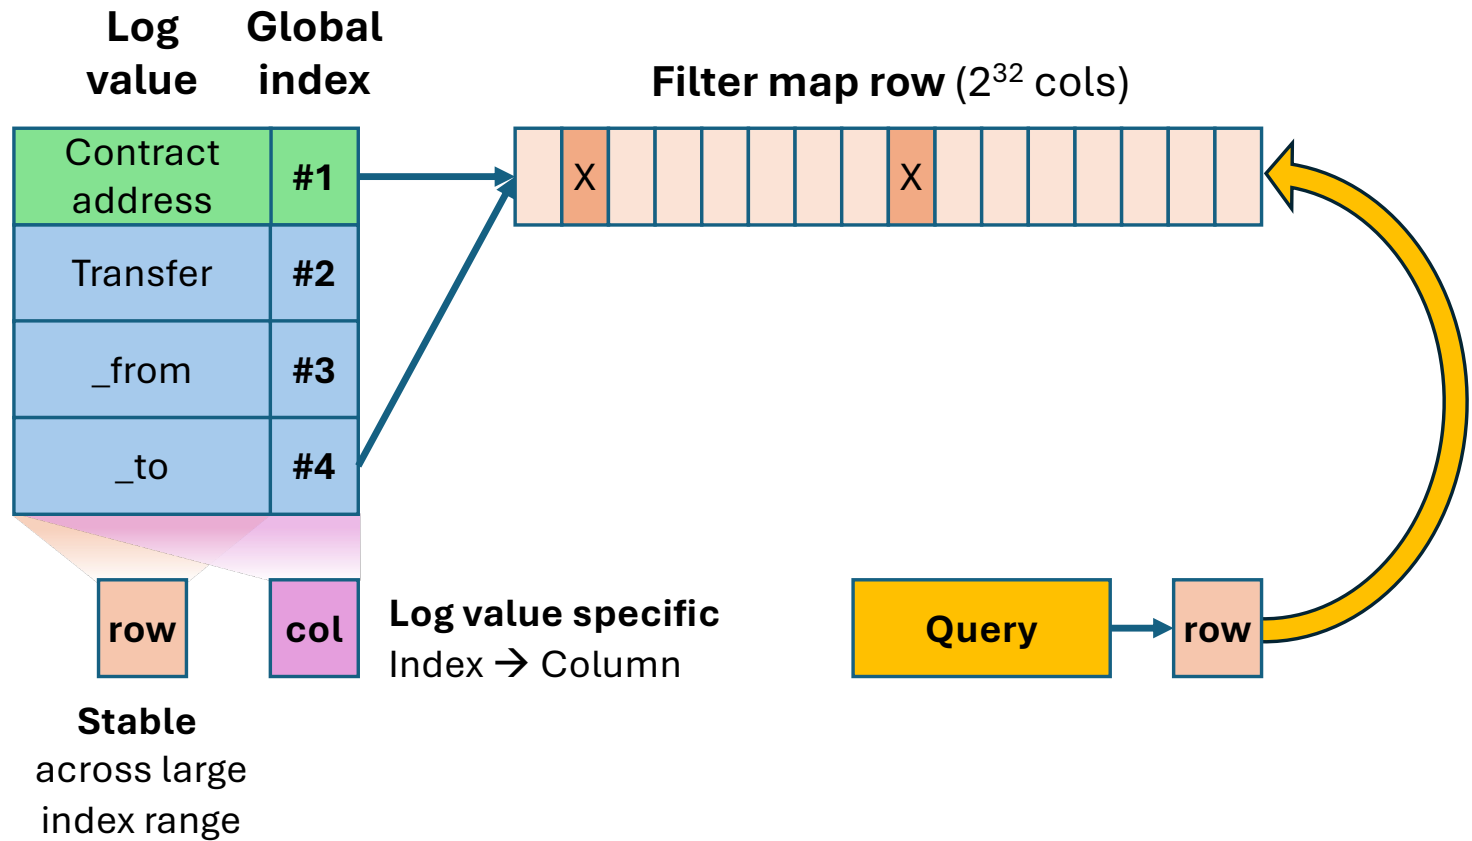 Log
value
Global
index
Filter map row (2³² cols)
Contract
address
#1
X
X
Transfer
#2
_from
#3
_to
#4
row
col
Log value specific
Index → Column
Query
row
Stable
across large
index range